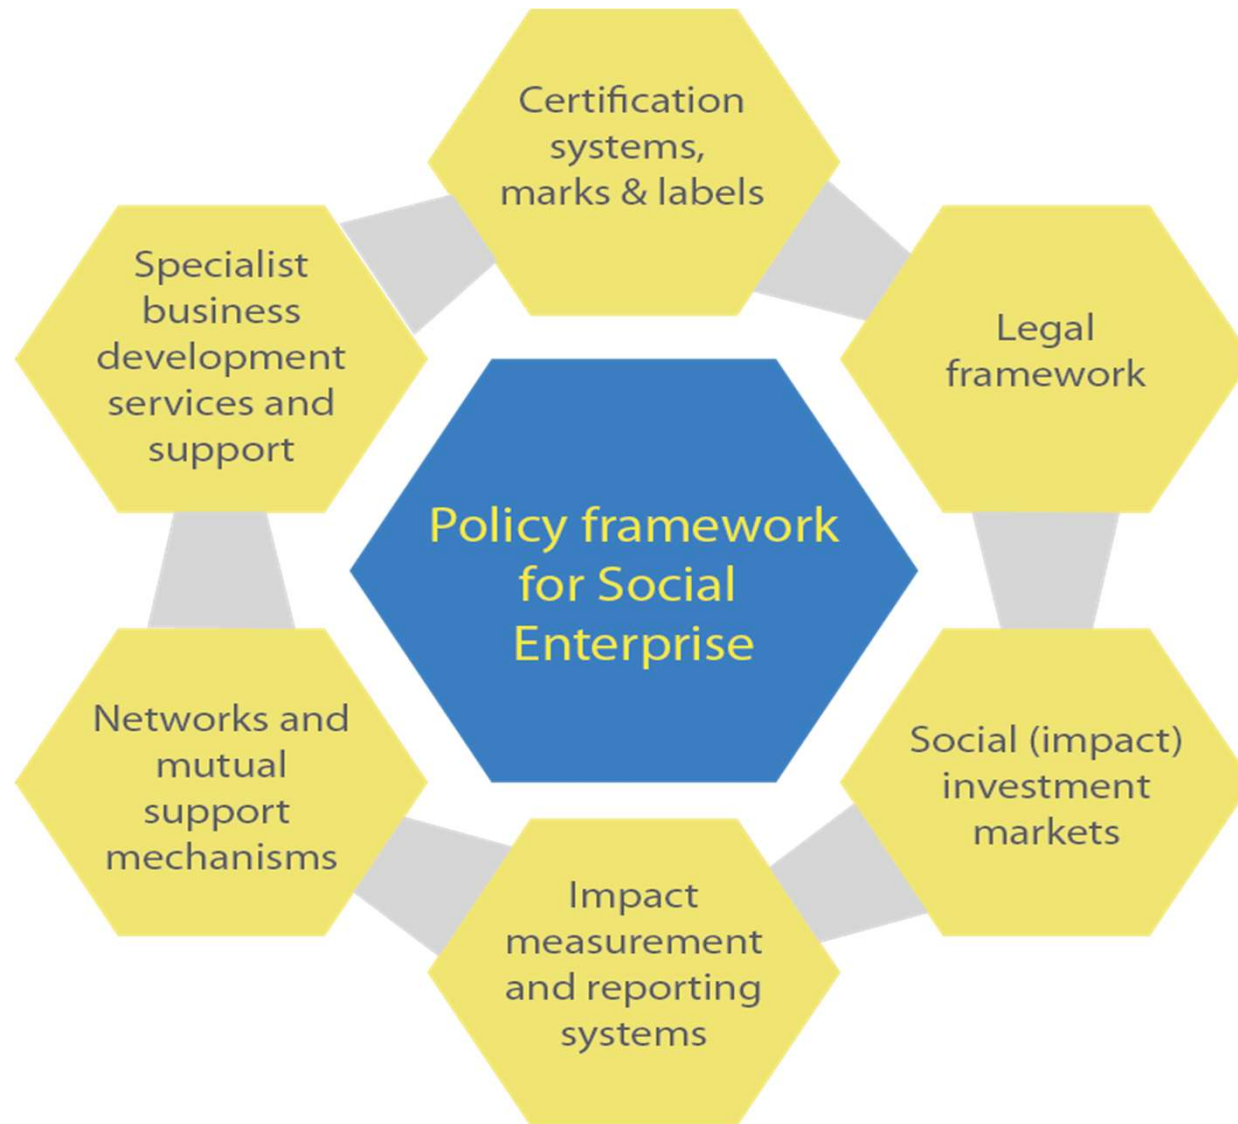 Certification
systems,
marks & labels
Legal
framework
Social (impact)
investment
markets
Impact
measurement
and reporting
systems
Networks and
mutual
support
mechanisms
Specialist
business
development
services and
support
Policy framework
for Social
Enterprise